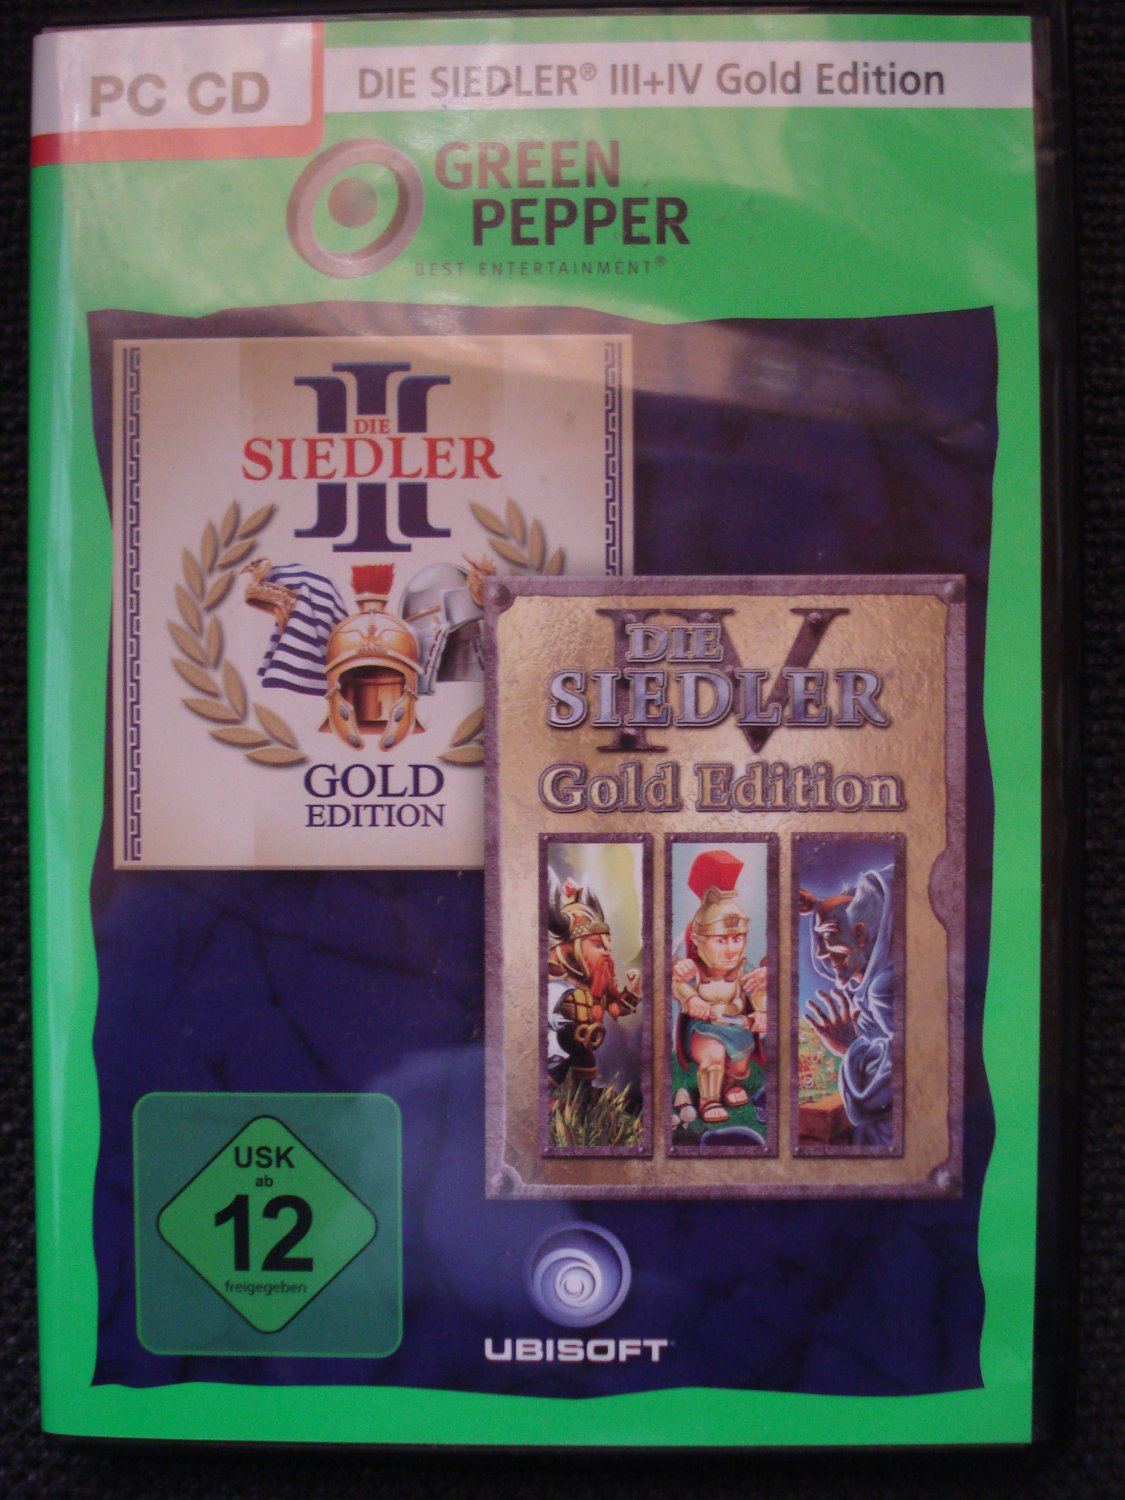 PC CD
DIE SIEDLER® III+IV Gold Edition
GREEN
PEPPER
BEST ENTERTAINMENT®
III
DIE
SIEDLER
GOLD
EDITION
IV
DIE
SIEDLER®
Gold Edition
USK
ab
12
freigegeben
UBISOFT™